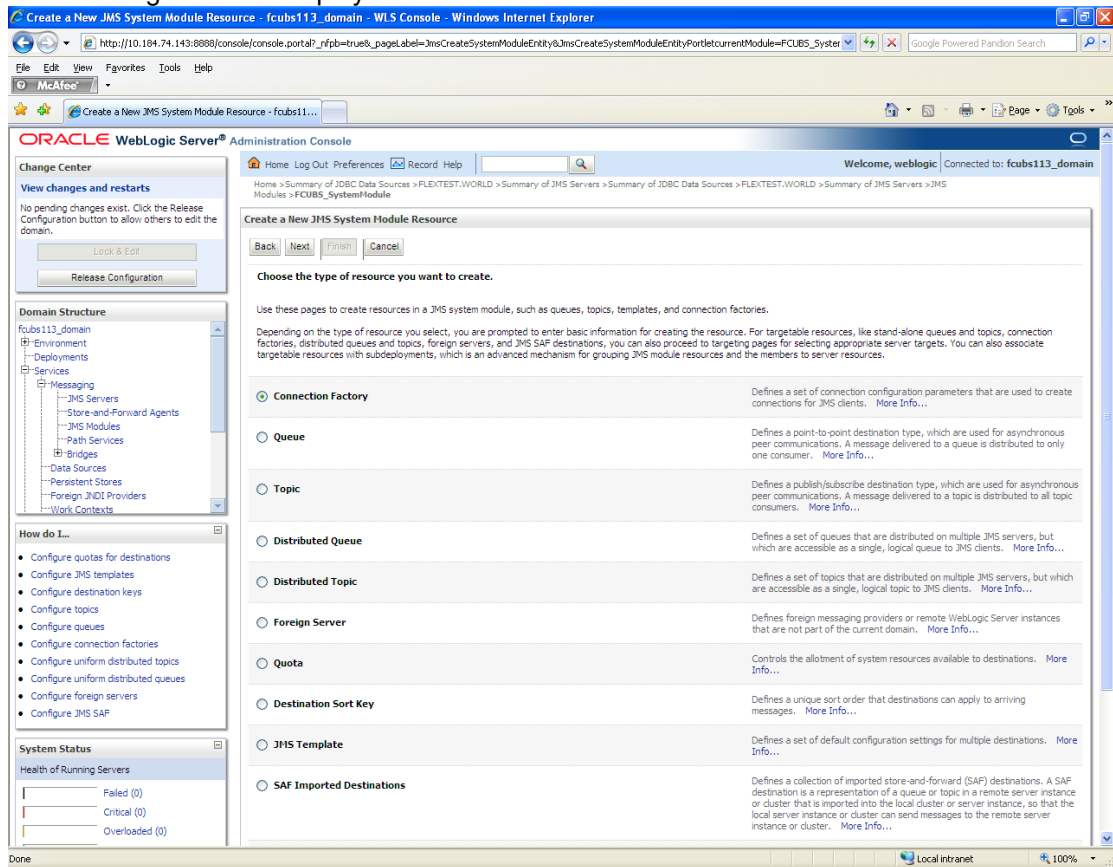 Create a New JMS System Module Resource - fcubs113_domain - WLS Console - Windows Internet Explorer
http://10.184.74.143:8888/console/console.portal?_nfpb=true&_pageLabel=JmsCreateSystemModuleEntity&JmsCreateSystemModuleEntityPortletcurrentModule=FCUBS_System
Google Powered Pandion Search
File Edit View Favorites Tools Help
McAfee
Create a New JMS System Module Resource - fcubs11...
Page Tools
ORACLE WebLogic Server® Administration Console
Change Center
View changes and restarts
No pending changes exist. Click the Release
Configuration button to allow others to edit the
domain.
Lock & Edit
Release Configuration
Domain Structure
fcubs113_domain
Environment
Deployments
Services
Messaging
JMS Servers
Store-and-Forward Agents
JMS Modules
Path Services
Bridges
Data Sources
Persistent Stores
Foreign JNDI Providers
Work Contexts
How do I...
Configure quotas for destinations
Configure JMS templates
Configure destination keys
Configure topics
Configure queues
Configure connection factories
Configure uniform distributed topics
Configure uniform distributed queues
Configure foreign servers
Configure JMS SAF
System Status
Health of Running Servers
Failed (0)
Critical (0)
Overloaded (0)
Home Log Out Preferences Record Help
Welcome, weblogic Connected to: fcubs113_domain
Home >Summary of JDBC Data Sources >FLEXTEST.WORLD >Summary of JMS Servers >Summary of JDBC Data Sources >FLEXTEST.WORLD >Summary of JMS Servers >JMS
Modules >FCUBS_SystemModule
Create a New JMS System Module Resource
Back Next Finish Cancel
Choose the type of resource you want to create.
Use these pages to create resources in a JMS system module, such as queues, topics, templates, and connection factories.
Depending on the type of resource you select, you are prompted to enter basic information for creating the resource. For targetable resources, like stand-alone queues and topics, connection
factories, distributed queues and topics, foreign servers, and JMS SAF destinations, you can also proceed to targeting pages for selecting appropriate server targets. You can also associate
targetable resources with subdeployments, which is an advanced mechanism for grouping JMS module resources and the members to server resources.
Connection Factory
Defines a set of connection configuration parameters that are used to create
connections for JMS clients. More Info...
Queue
Defines a point-to-point destination type, which are used for asynchronous
peer communications. A message delivered to a queue is distributed to only
one consumer. More Info...
Topic
Defines a publish/subscribe destination type, which are used for asynchronous
peer communications. A message delivered to a topic is distributed to all topic
consumers. More Info...
Distributed Queue
Defines a set of queues that are distributed on multiple JMS servers, but
which are accessible as a single, logical queue to JMS clients. More Info...
Distributed Topic
Defines a set of topics that are distributed on multiple JMS servers, but which
are accessible as a single, logical topic to JMS clients. More Info...
Foreign Server
Defines foreign messaging providers or remote WebLogic Server instances
that are not part of the current domain. More Info...
Quota
Controls the allotment of system resources available to destinations. More
Info...
Destination Sort Key
Defines a unique sort order that destinations can apply to arriving
messages. More Info...
JMS Template
Defines a set of default configuration settings for multiple destinations. More
Info...
SAF Imported Destinations
Defines a collection of imported store-and-forward (SAF) destinations. A SAF
destination is a representation of a queue or topic in a remote server instance
or cluster that is imported into the local cluster or server instance, so that the
local server instance or cluster can send messages to the remote server
instance or cluster. More Info...
Done
Local intranet
100%